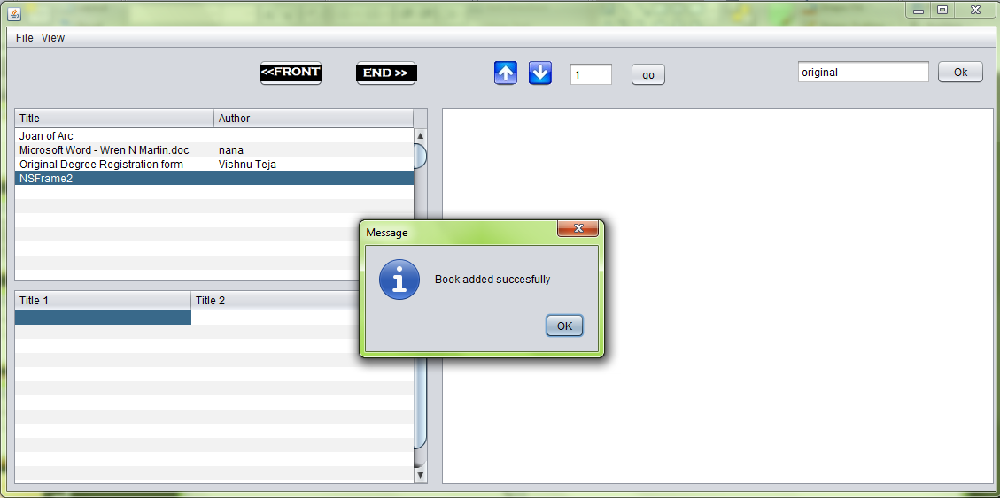 File View
<<FRONT END >> 1 go original Ok
Title Author
Joan of Arc
Microsoft Word - Wren N Martin.doc nana
Original Degree Registration form Vishnu Teja
NSFrame2
Message
Book added succesfully
OK
Title 1 Title 2